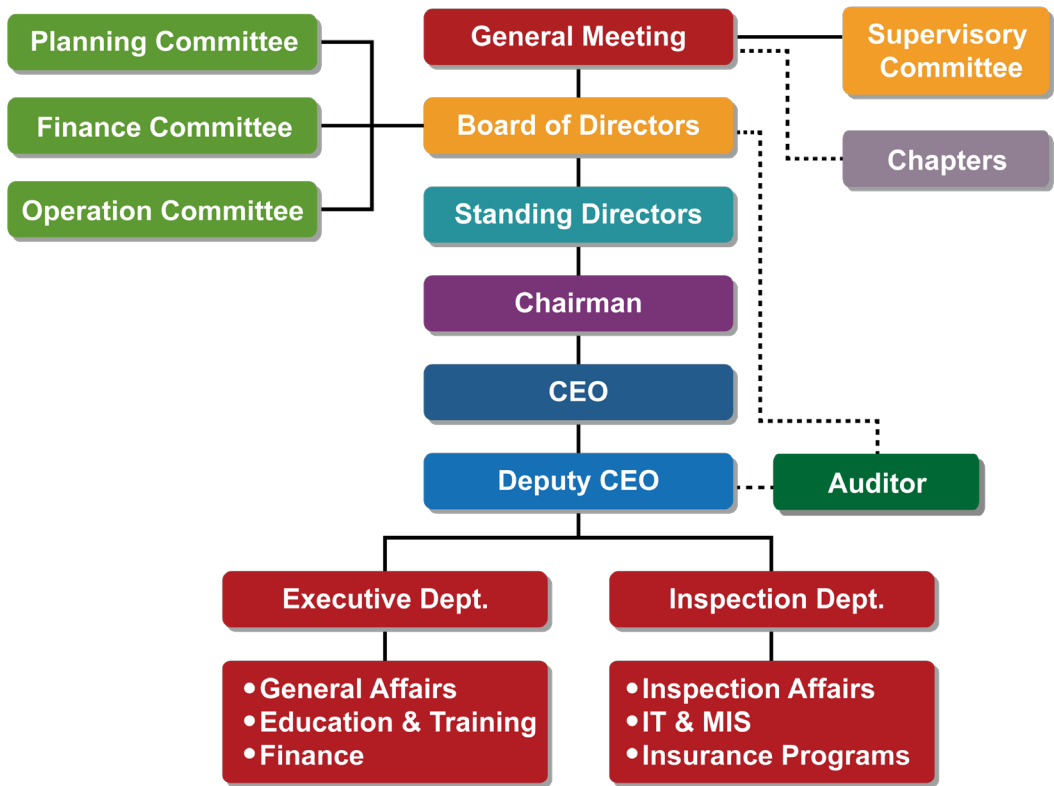 Planning Committee
General Meeting
Supervisory
Committee
Finance Committee
Board of Directors
Chapters
Operation Committee
Standing Directors
Chairman
CEO
Deputy CEO
Auditor
Executive Dept.
Inspection Dept.
•General Affairs
•Education & Training
•Finance
•Inspection Affairs
•IT & MIS
•Insurance Programs